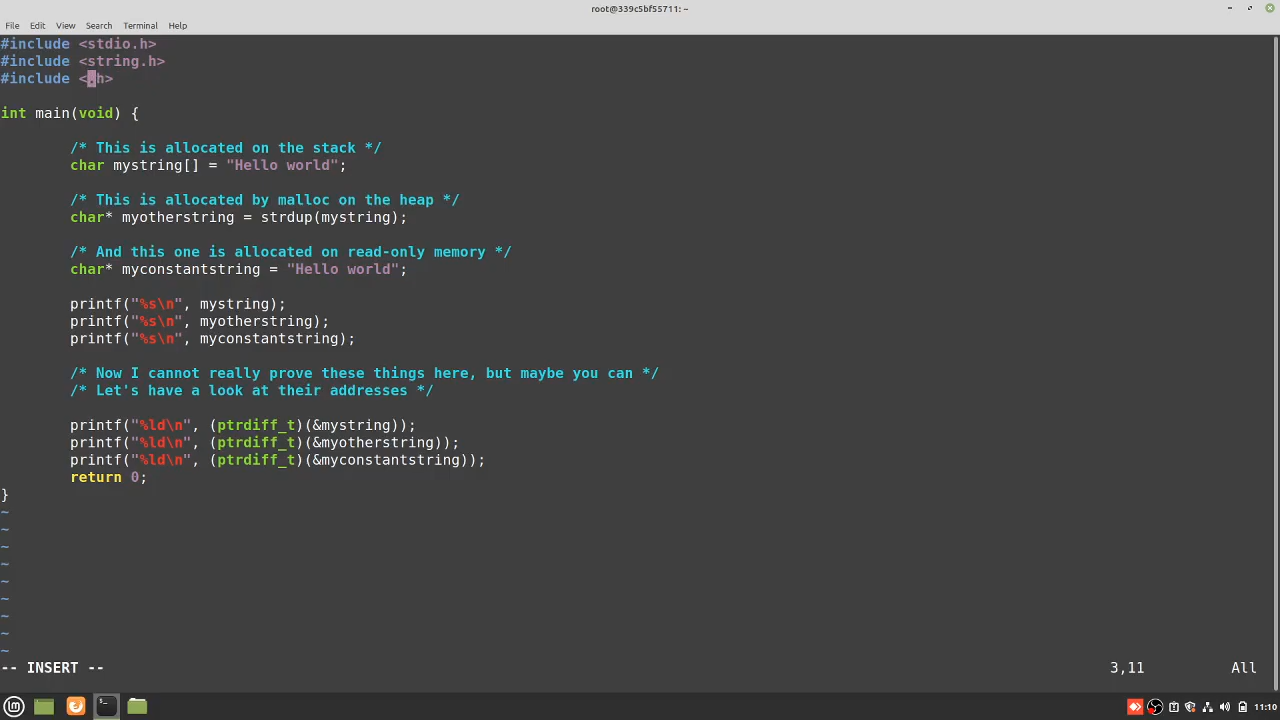 root@339c5bf55711: ~
File Edit View Search Terminal Help
#include <stdio.h>
#include <string.h>
#include <.h>
int main(void) {
/* This is allocated on the stack */
char mystring[] = "Hello world";
/* This is allocated by malloc on the heap */
char* myotherstring = strdup(mystring);
/* And this one is allocated on read-only memory */
char* myconstantstring = "Hello world";
printf("%s\n", mystring);
printf("%s\n", myotherstring);
printf("%s\n", myconstantstring);
/* Now I cannot really prove these things here, but maybe you can */
/* Let's have a look at their addresses */
printf("%ld\n", (ptrdiff_t)(&mystring));
printf("%ld\n", (ptrdiff_t)(&myotherstring));
printf("%ld\n", (ptrdiff_t)(&myconstantstring));
return 0;
}
~
~
~
~
~
~
~
~
~
-- INSERT -- 3,11 All
11:10